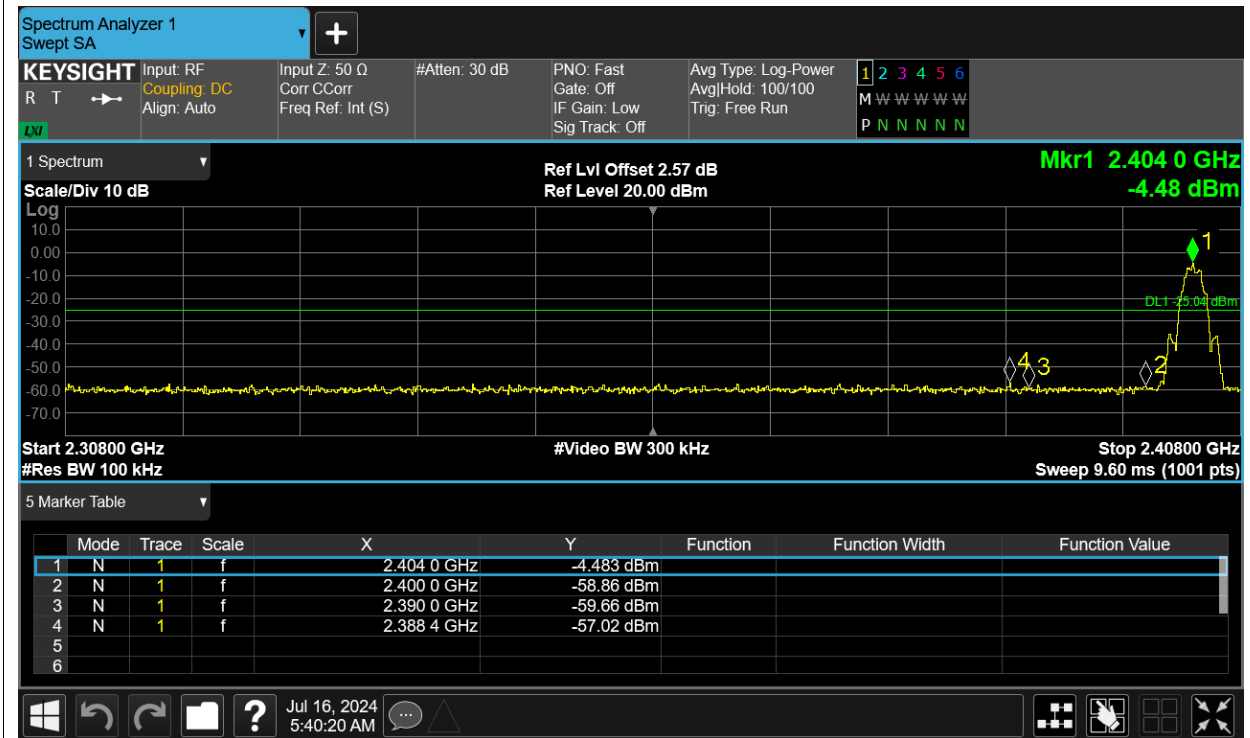 Spectrum Analyzer 1
Swept SA
KEYSIGHT Input: RF Input Z: 50 Ω #Atten: 30 dB PNO: Fast Avg Type: Log-Power 1 2 3 4 5 6
R T Coupling: DC Corr CCorr Gate: Off Avg|Hold: 100/100 M W W W W W
Align: Auto Freq Ref: Int (S) IF Gain: Low Trig: Free Run P N N N N N
LXI Sig Track: Off
1 Spectrum Ref Lvl Offset 2.57 dB Mkr1 2.404 0 GHz
Scale/Div 10 dB Ref Level 20.00 dBm -4.48 dBm
Log
10.0
0.00
-10.0
-20.0
-30.0
-40.0
-50.0
-60.0
-70.0
1
DL1 -25.04 dBm
4 3 2
Start 2.30800 GHz #Video BW 300 kHz Stop 2.40800 GHz
#Res BW 100 kHz Sweep 9.60 ms (1001 pts)
5 Marker Table
Mode Trace Scale X Y Function Function Width Function Value
1 N 1 f 2.404 0 GHz -4.483 dBm
2 N 1 f 2.400 0 GHz -58.86 dBm
3 N 1 f 2.390 0 GHz -59.66 dBm
4 N 1 f 2.388 4 GHz -57.02 dBm
5
6
? Jul 16, 2024
5:40:20 AM